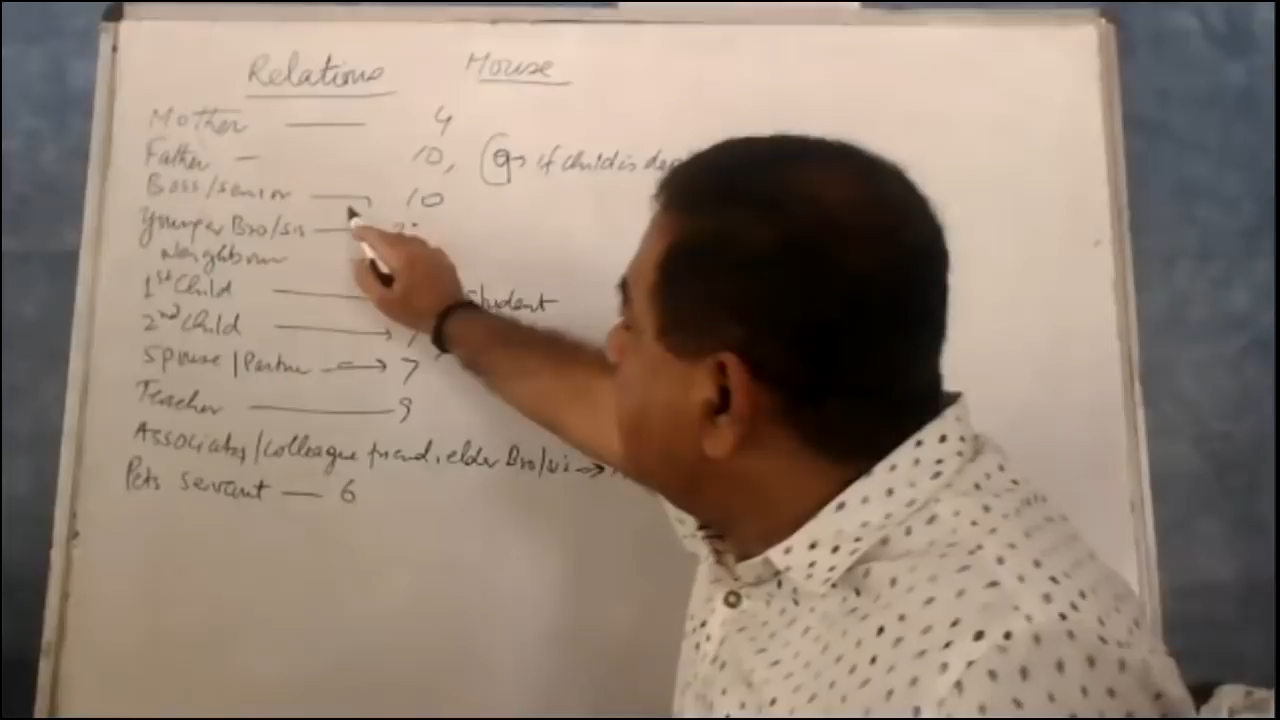 Relations House
Mother — 4
Father — 10, (9→ if child is
Boss/senior — 10
Younger Bro/sis —
Neighbour
1st Child — Student
2nd Child →
Spouse/Partner → 7
Teacher — 9
Associates/Colleague friend, elder Bro/sis →
Pets servant — 6